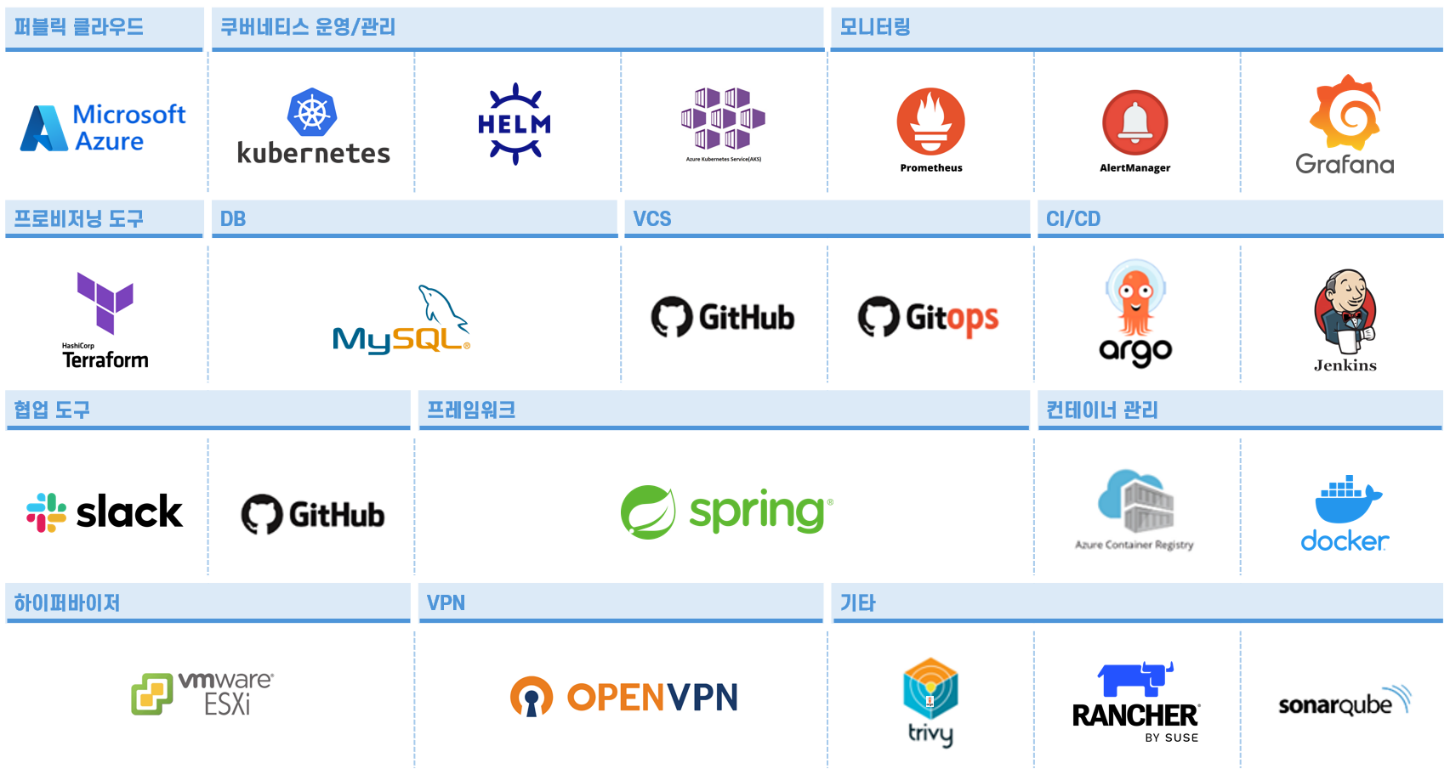 퍼블릭 클라우드
쿠버네티스 운영/관리
모니터링
Microsoft
Azure
kubernetes
HELM
Azure Kubernetes Service(AKS)
Prometheus
AlertManager
Grafana
프로비저닝 도구
DB
VCS
CI/CD
HashiCorp
Terraform
MySQL®
GitHub
Gitops
argo
Jenkins
협업 도구
프레임워크
컨테이너 관리
slack
GitHub
spring®
Azure Container Registry
docker
하이퍼바이저
VPN
기타
vmware®
ESXi
OPENVPN
trivy
RANCHER®
BY SUSE
sonarqube